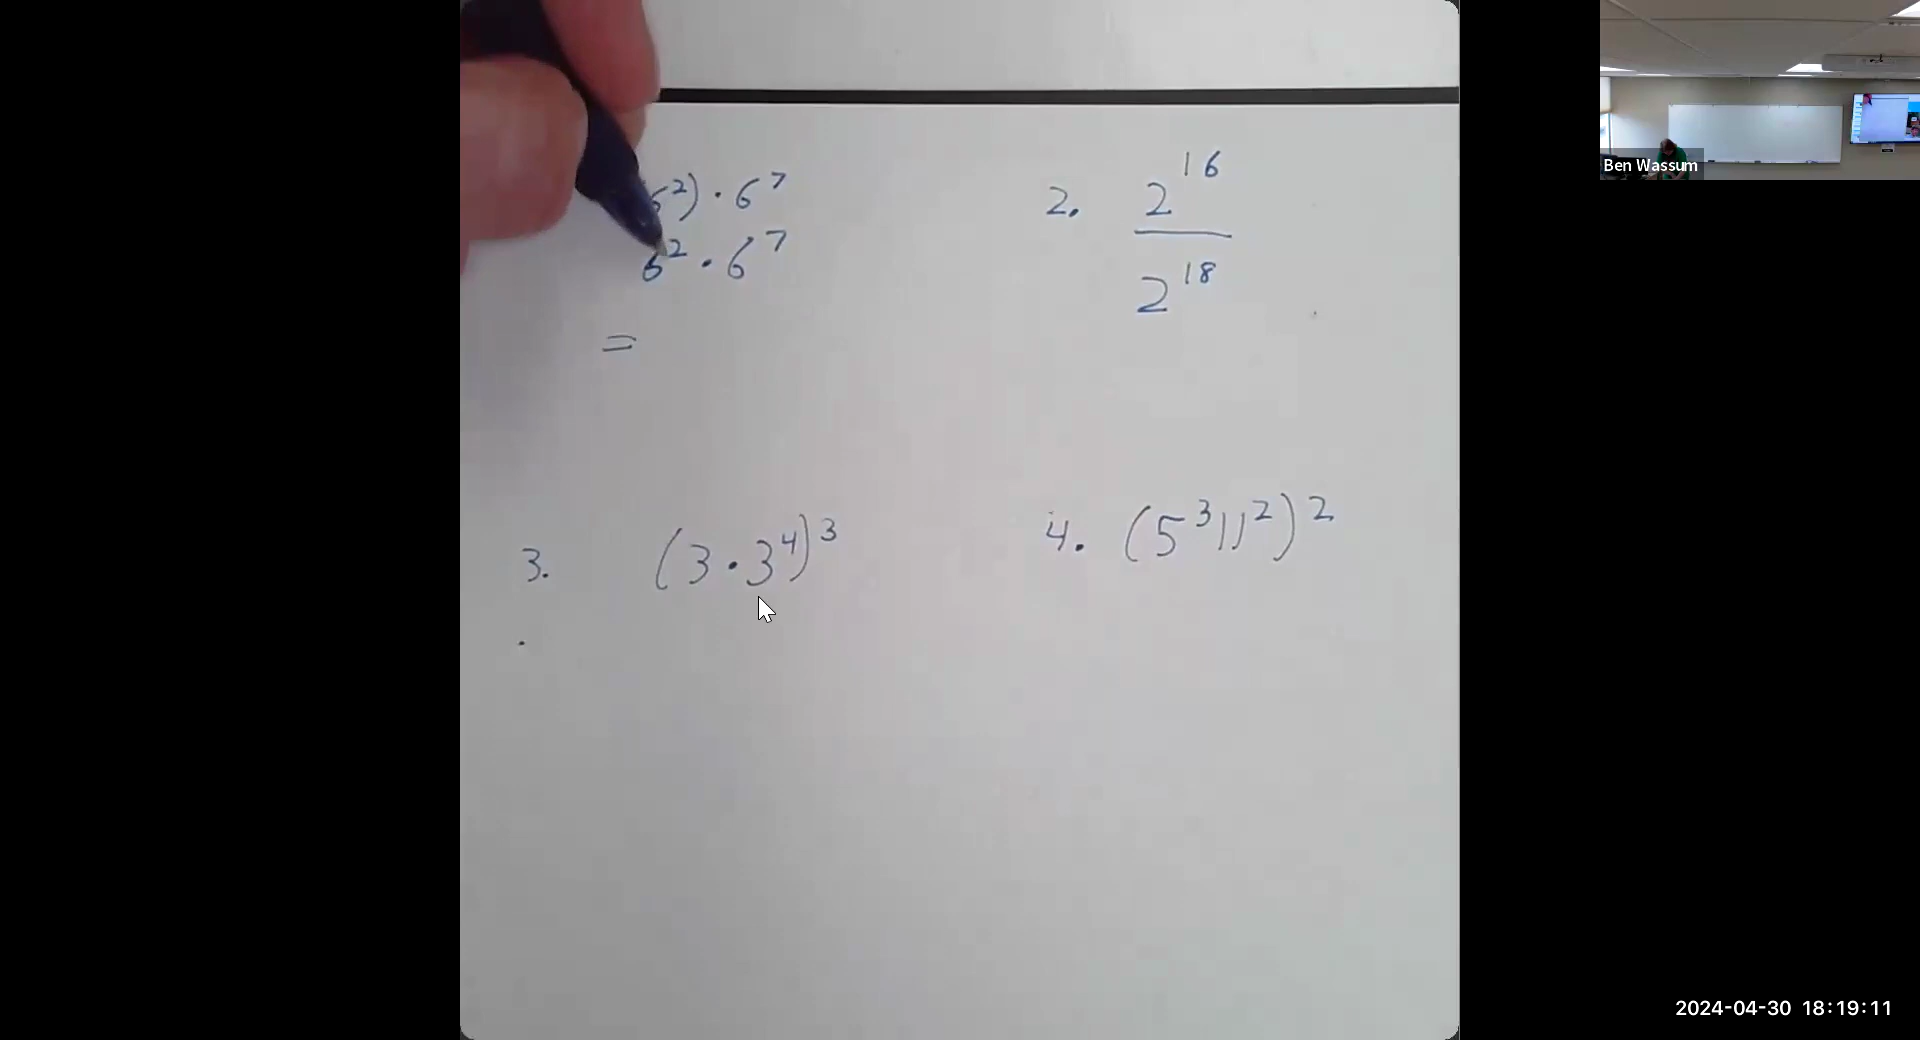 6²) · 6⁷
6² · 6⁷
=
2. 2¹⁶
2¹⁸
3. (3 · 3⁴)³
4. (5³11²)²
Ben Wassum
2024-04-30 18:19:11